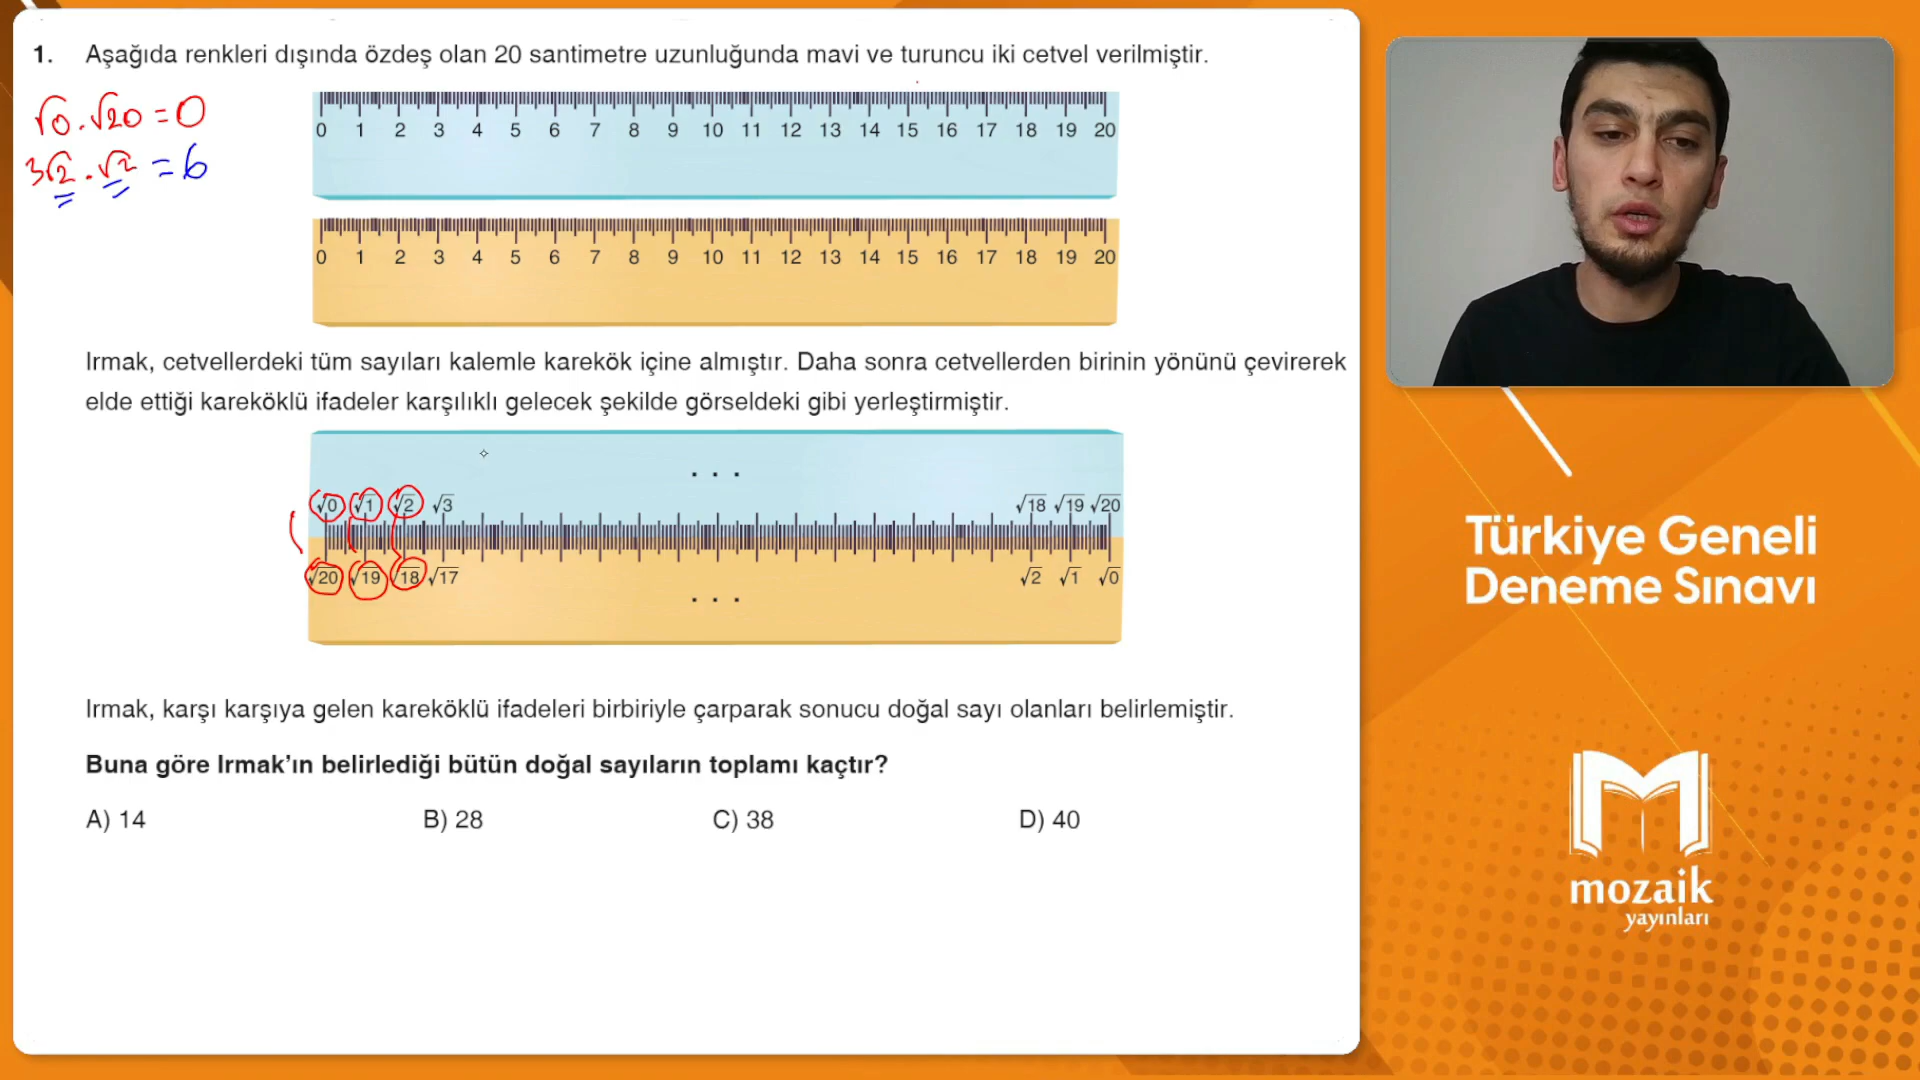 1. Aşağıda renkleri dışında özdeş olan 20 santimetre uzunluğunda mavi ve turuncu iki cetvel verilmiştir.
√0 . √20 = 0
3√2 . √2 = 6
0 1 2 3 4 5 6 7 8 9 10 11 12 13 14 15 16 17 18 19 20
0 1 2 3 4 5 6 7 8 9 10 11 12 13 14 15 16 17 18 19 20
Irmak, cetvellerdeki tüm sayıları kalemle karekök içine almıştır. Daha sonra cetvellerden birinin yönünü çevirerek
elde ettiği kareköklü ifadeler karşılıklı gelecek şekilde görseldeki gibi yerleştirmiştir.
. . .
√0 √1 √2 √3 √18 √19 √20
√20 √19 √18 √17 √2 √1 √0
. . .
Irmak, karşı karşıya gelen kareköklü ifadeleri birbiriyle çarparak sonucu doğal sayı olanları belirlemiştir.
Buna göre Irmak’ın belirlediği bütün doğal sayıların toplamı kaçtır?
A) 14 B) 28 C) 38 D) 40
Türkiye Geneli
Deneme Sınavı
mozaik
yayınları